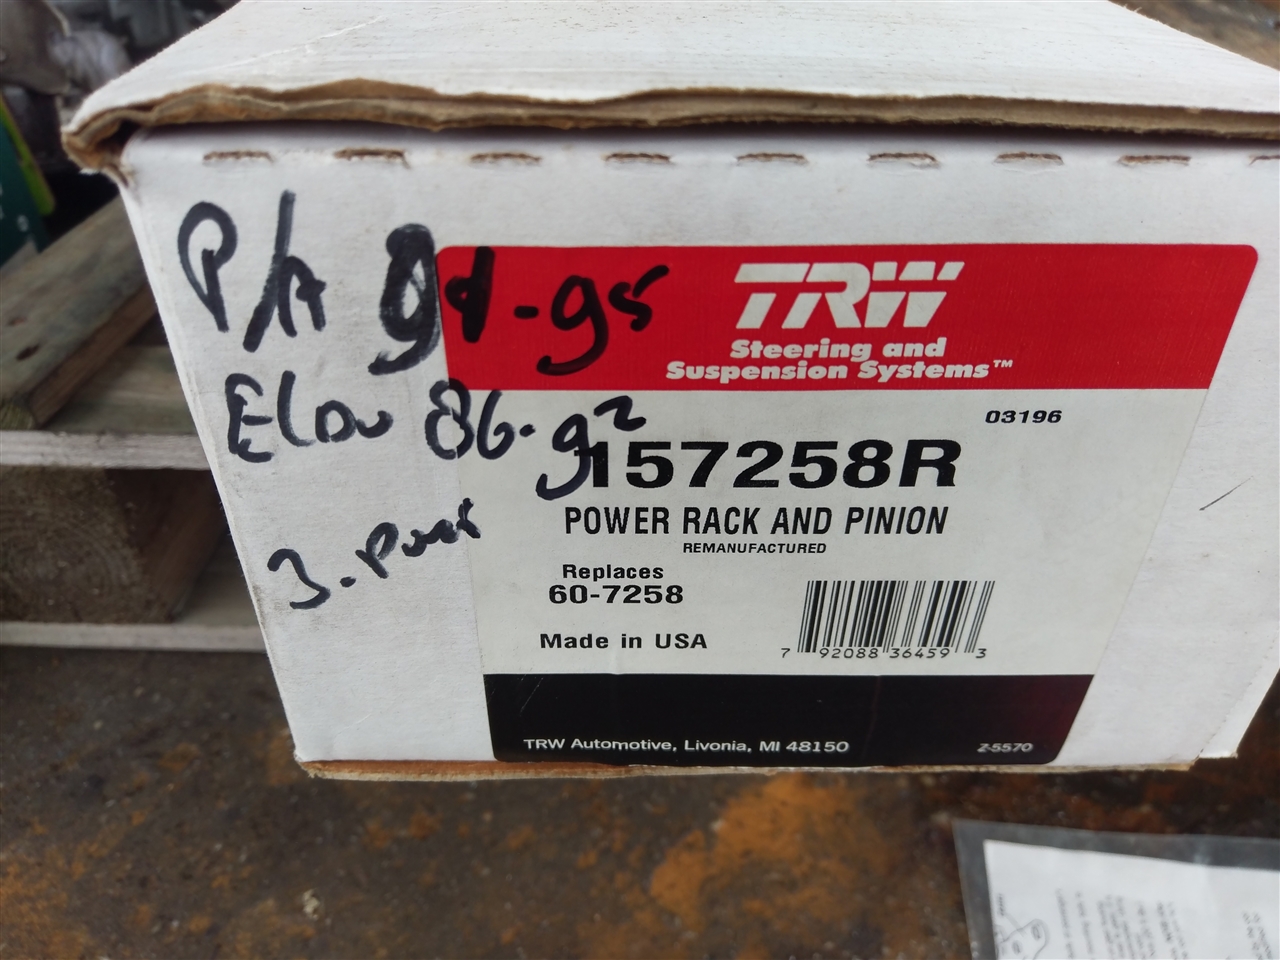 P/A 91-95
Eldo 86-92
3. Port
TRW
Steering and
Suspension Systems™
03196
157258R
POWER RACK AND PINION
REMANUFACTURED
Replaces
60-7258
Made in USA
7 92088 36459 3
TRW Automotive, Livonia, MI 48150
Z-5570